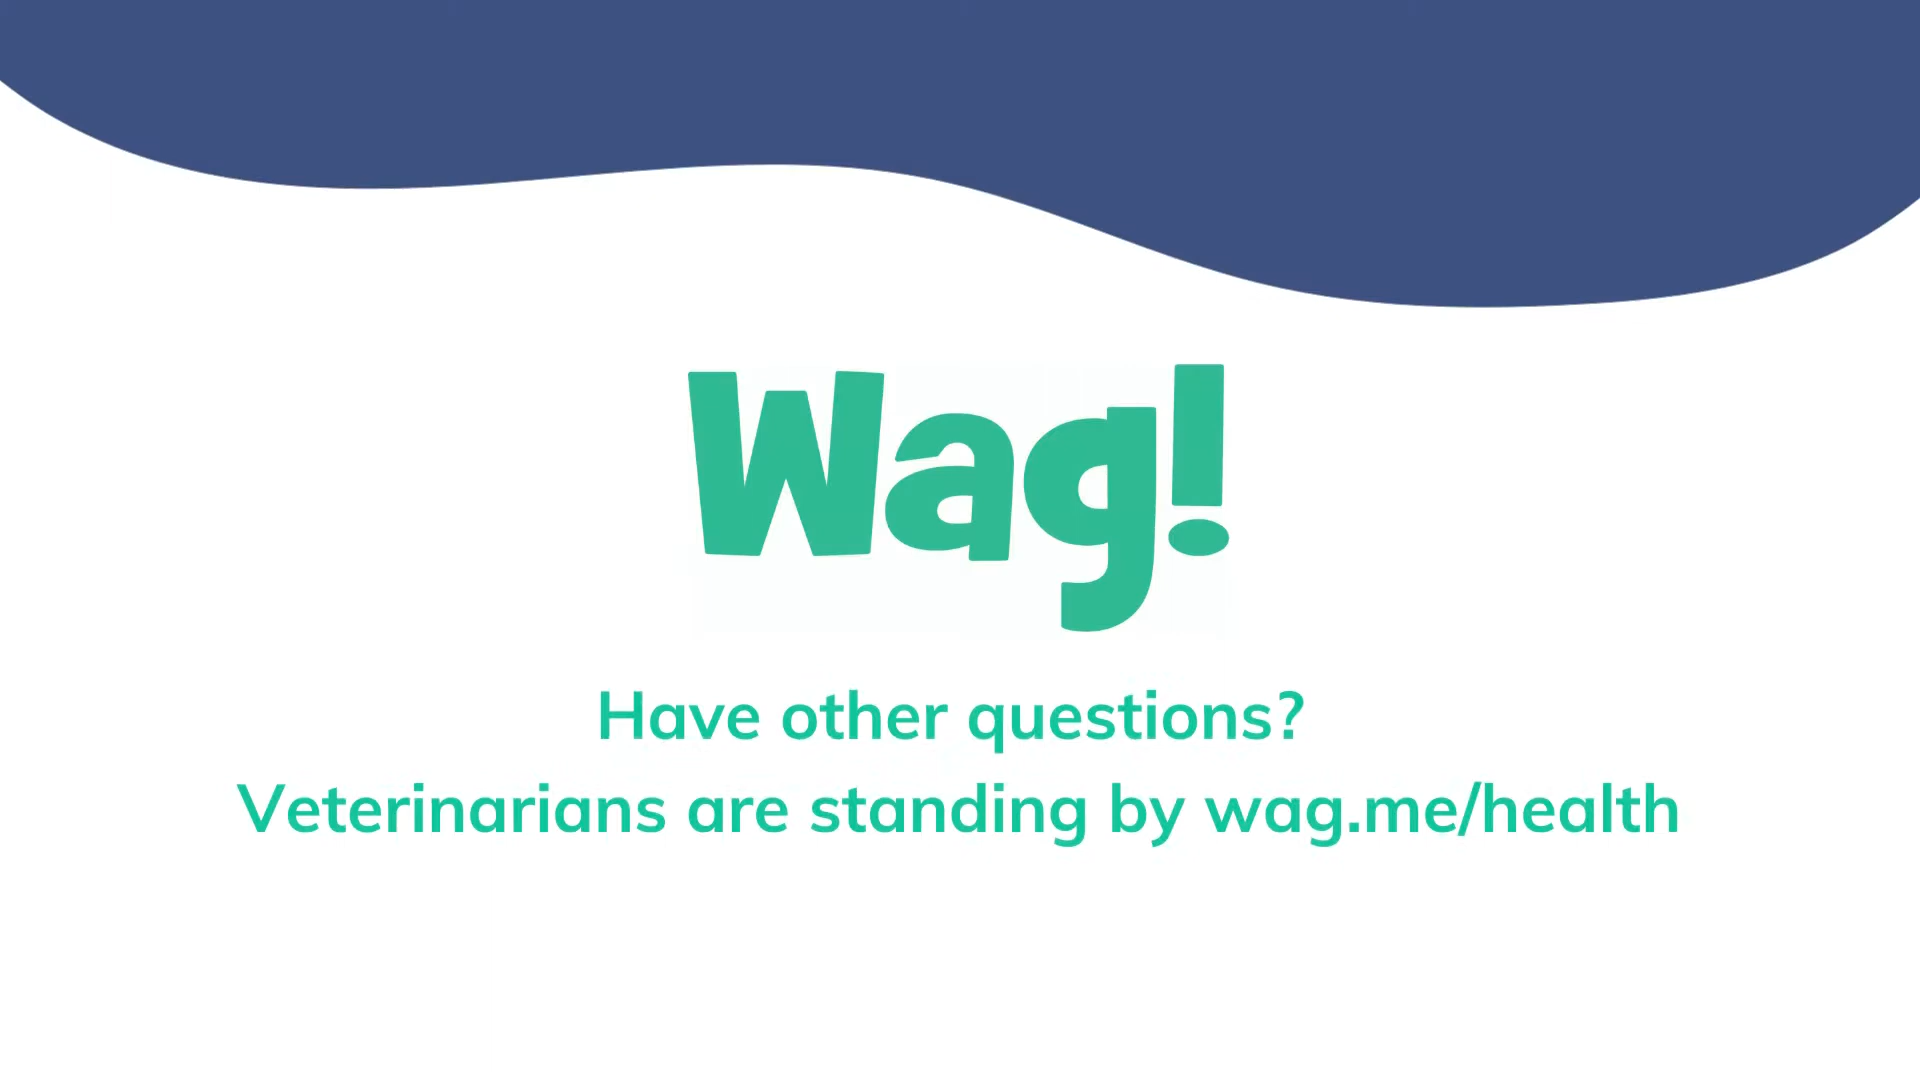 Wag!
Have other questions?
Veterinarians are standing by wag.me/health